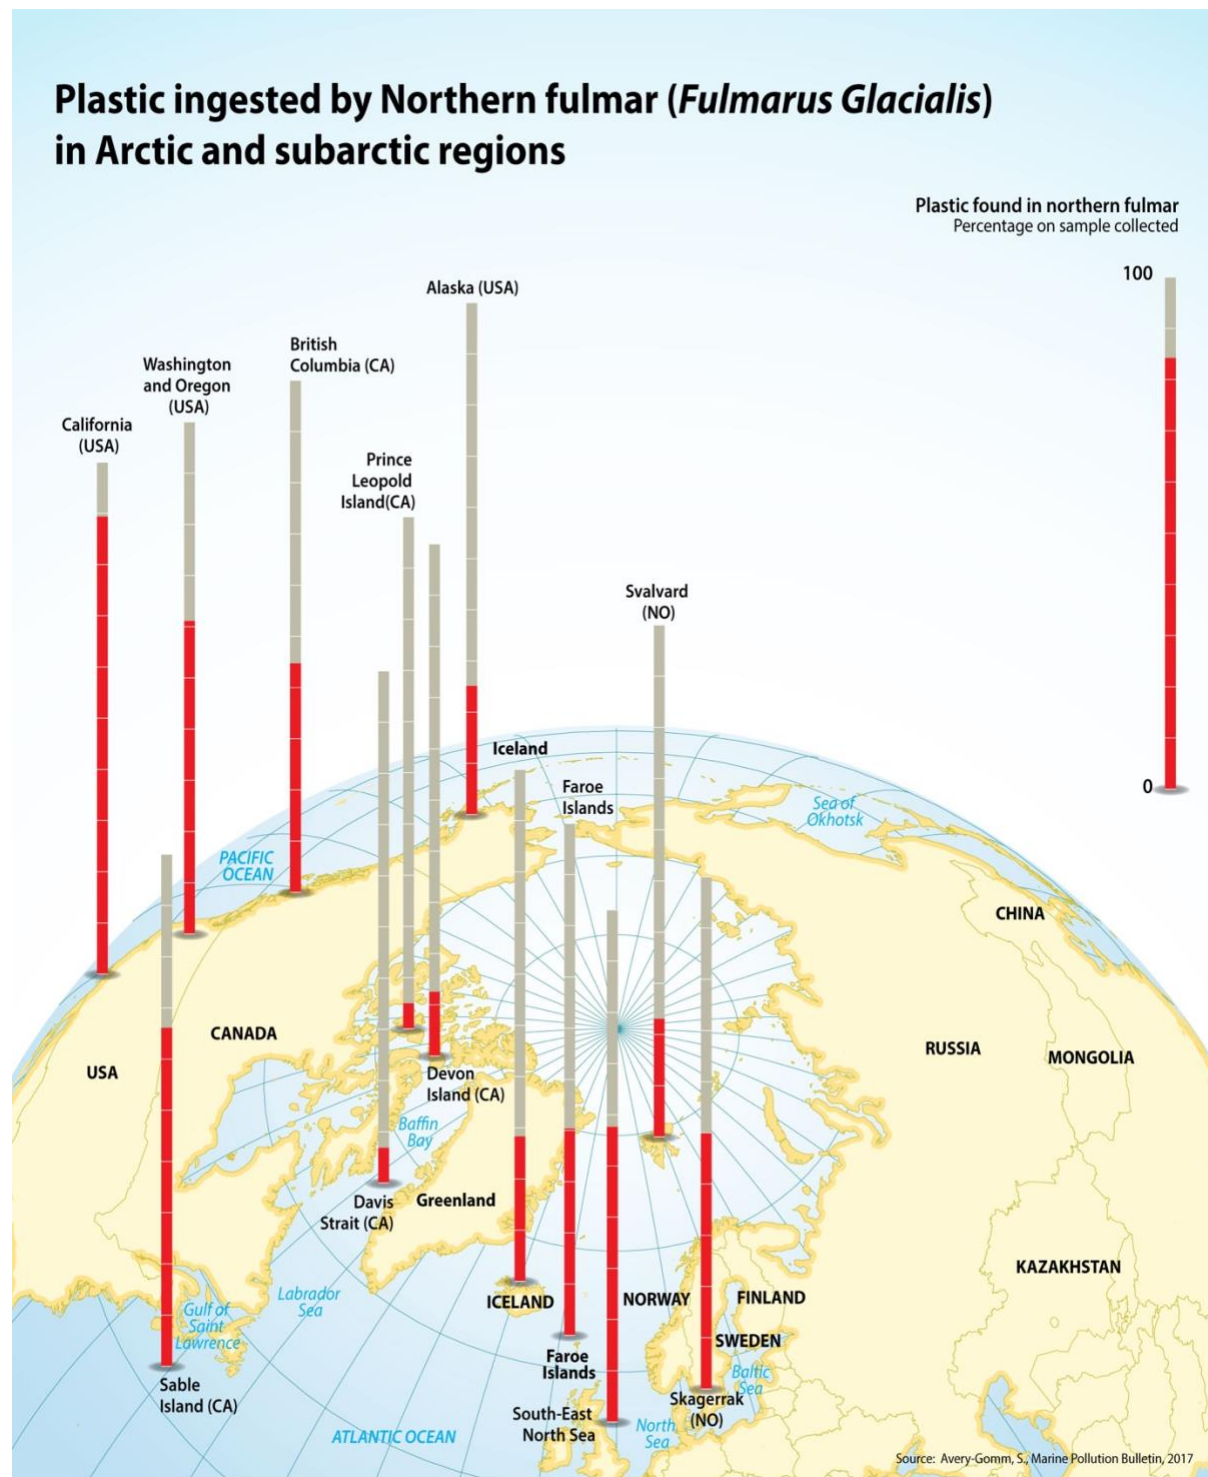 Plastic ingested by Northern fulmar (Fulmarus Glacialis)
in Arctic and subarctic regions
Plastic found in northern fulmar
Percentage on sample collected
100
0
Alaska (USA)
British
Columbia (CA)
Washington
and Oregon
(USA)
California
(USA)
Prince
Leopold
Island(CA)
Svalvard
(NO)
Iceland
Faroe
Islands
Sea of
Okhotsk
PACIFIC
OCEAN
CHINA
CANADA
USA
RUSSIA
MONGOLIA
Devon
Island (CA)
Baffin
Bay
Davis
Strait (CA)
Greenland
KAZAKHSTAN
Labrador
Sea
Gulf of
Saint
Lawrence
ICELAND
NORWAY
FINLAND
SWEDEN
Faroe
Islands
Baltic
Sea
Sable
Island (CA)
Skagerrak
(NO)
South-East
North Sea
North
Sea
ATLANTIC OCEAN
Source: Avery-Gomm, S., Marine Pollution Bulletin, 2017